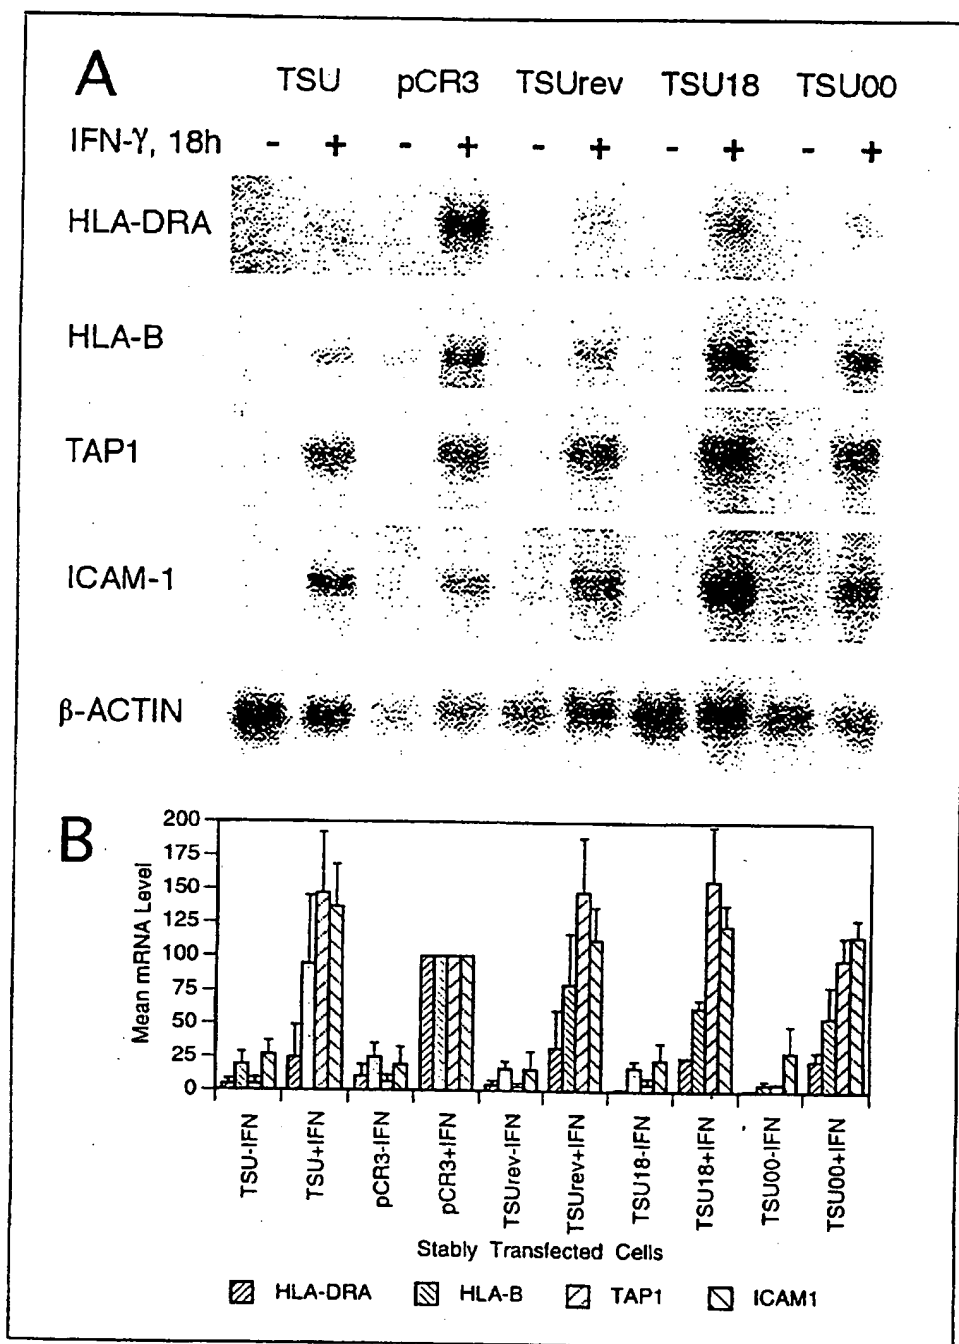 A
TSU pCR3 TSUrev TSU18 TSU00
IFN-γ, 18h - + - + - + - + - +
HLA-DRA
HLA-B
TAP1
ICAM-1
β-ACTIN
B
Mean mRNA Level
200
175
150
125
100
75
50
25
0
TSU-IFN
TSU+IFN
pCR3-IFN
pCR3+IFN
TSUrev-IFN
TSUrev+IFN
TSU18-IFN
TSU18+IFN
TSU00-IFN
TSU00+IFN
Stably Transfected Cells
HLA-DRA HLA-B TAP1 ICAM1